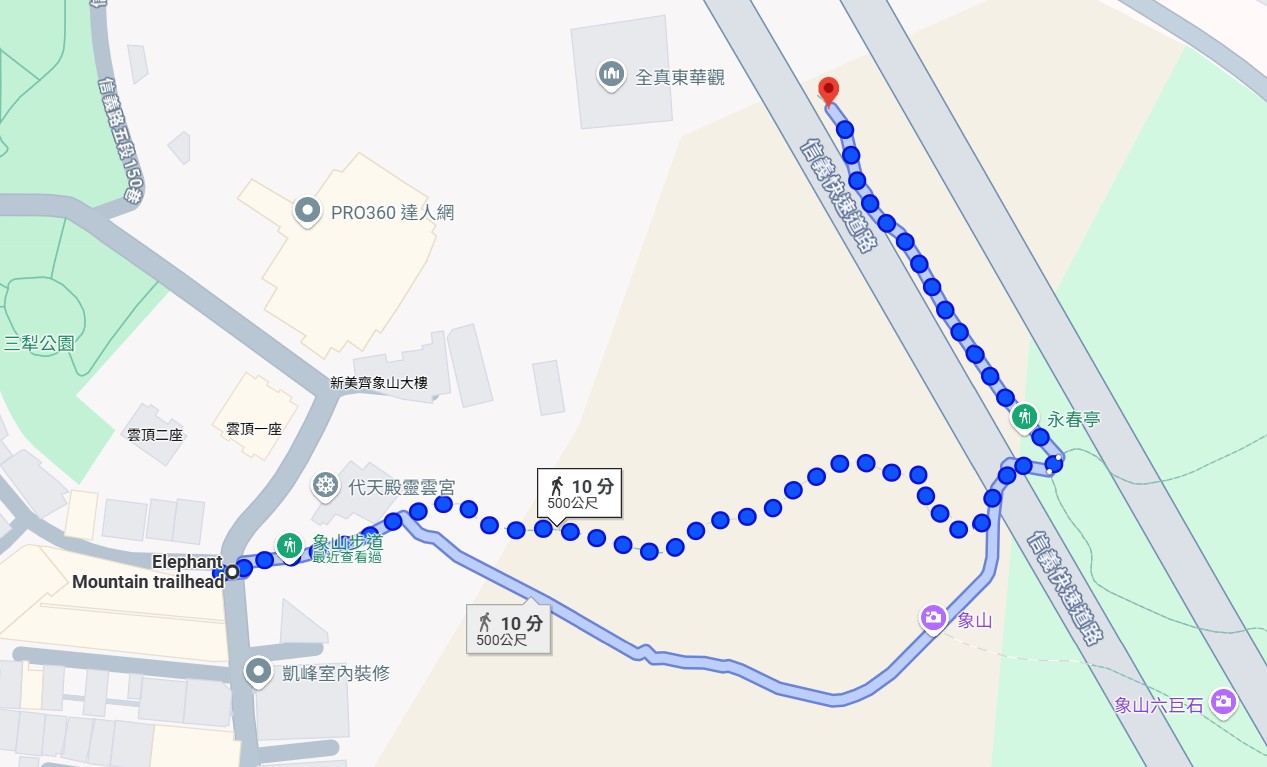 信義路五段150巷
全真東華觀
信義快速道路
PRO360 達人網
三犁公園
新美齊象山大樓
雲頂二座
雲頂一座
永春亭
代天殿靈雲宮
10 分
500公尺
象山步道
最近查看過
Elephant
Mountain trailhead
信義快速道路
10 分
500公尺
象山
凱峰室內裝修
象山六巨石